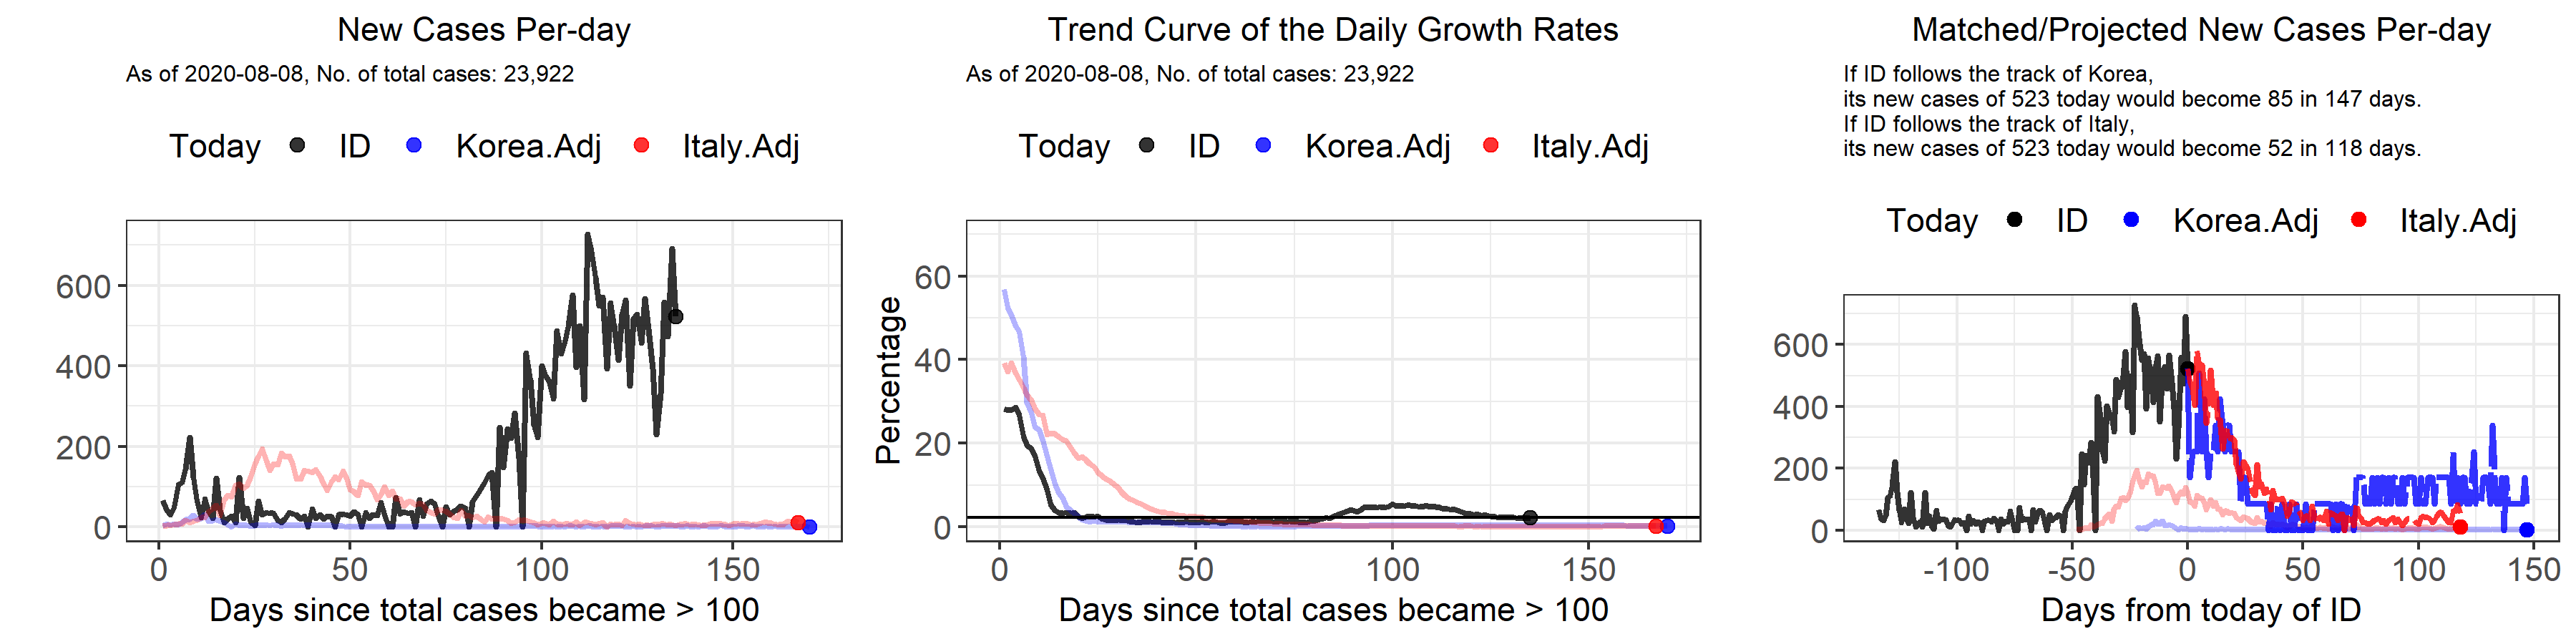 New Cases Per-day
As of 2020-08-08, No. of total cases: 23,922
Today ID Korea.Adj Italy.Adj
600
400
200
0
0 50 100 150
Days since total cases became > 100
Trend Curve of the Daily Growth Rates
As of 2020-08-08, No. of total cases: 23,922
Today ID Korea.Adj Italy.Adj
Percentage
60
40
20
0
0 50 100 150
Days since total cases became > 100
Matched/Projected New Cases Per-day
If ID follows the track of Korea,
its new cases of 523 today would become 85 in 147 days.
If ID follows the track of Italy,
its new cases of 523 today would become 52 in 118 days.
Today ID Korea.Adj Italy.Adj
600
400
200
0
-100 -50 0 50 100 150
Days from today of ID